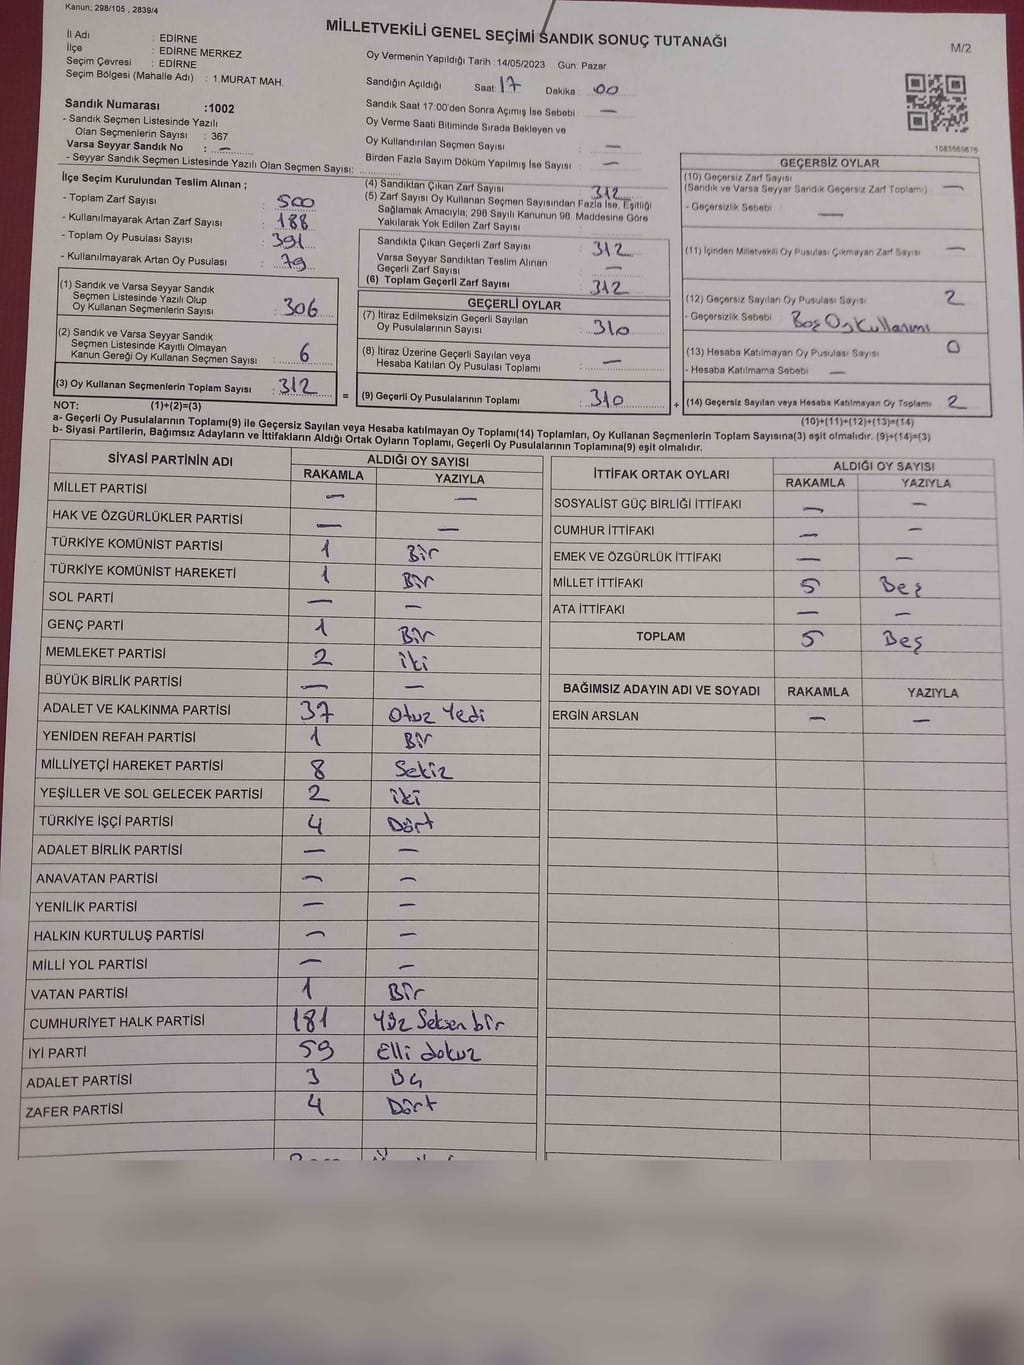 Kanun; 298/105 , 2839/4
MİLLETVEKİLİ GENEL SEÇİMİ SANDIK SONUÇ TUTANAĞI
M/2
İl Adı : EDİRNE
İlçe : EDİRNE MERKEZ
Seçim Çevresi : EDİRNE
Seçim Bölgesi (Mahalle Adı) : 1.MURAT MAH.
Oy Vermenin Yapıldığı Tarih :14/05/2023 Gün: Pazar
Sandığın Açıldığı Saat: 17 Dakika : 00
Sandık Saat 17:00'den Sonra Açılmış İse Sebebi : —
Oy Verme Saati Bitiminde Sırada Bekleyen ve
Oy Kullandırılan Seçmen Sayısı : —
Birden Fazla Sayım Döküm Yapılmış İse Sayısı : —
Sandık Numarası :1002
- Sandık Seçmen Listesinde Yazılı
Olan Seçmenlerin Sayısı : 367
Varsa Seyyar Sandık No : —
- Seyyar Sandık Seçmen Listesinde Yazılı Olan Seçmen Sayısı:
İlçe Seçim Kurulundan Teslim Alınan ;
- Toplam Zarf Sayısı : 500
- Kullanılmayarak Artan Zarf Sayısı : 188
- Toplam Oy Pusulası Sayısı : 391
- Kullanılmayarak Artan Oy Pusulası : 79
(1) Sandık ve Varsa Seyyar Sandık
Seçmen Listesinde Yazılı Olup
Oy Kullanan Seçmenlerin Sayısı : 306
(2) Sandık ve Varsa Seyyar Sandık
Seçmen Listesinde Kayıtlı Olmayan
Kanun Gereği Oy Kullanan Seçmen Sayısı : 6
(3) Oy Kullanan Seçmenlerin Toplam Sayısı : 312 =
(4) Sandıktan Çıkan Zarf Sayısı : 312
(5) Zarf Sayısı Oy Kullanan Seçmen Sayısından Fazla İse, Eşitliği
Sağlamak Amacıyla, 298 Sayılı Kanunun 98. Maddesine Göre
Yakılarak Yok Edilen Zarf Sayısı :
Sandıkta Çıkan Geçerli Zarf Sayısı : 312
Varsa Seyyar Sandıktan Teslim Alınan
Geçerli Zarf Sayısı : —
(6) Toplam Geçerli Zarf Sayısı : 312
GEÇERLİ OYLAR
(7) İtiraz Edilmeksizin Geçerli Sayılan
Oy Pusulalarının Sayısı : 310
(8) İtiraz Üzerine Geçerli Sayılan veya
Hesaba Katılan Oy Pusulası Toplamı : —
(9) Geçerli Oy Pusulalarının Toplamı : 310 +
1083565676
GEÇERSİZ OYLAR
(10) Geçersiz Zarf Sayısı
(Sandık ve Varsa Seyyar Sandık Geçersiz Zarf Toplamı) —
- Geçersizlik Sebebi : —
(11) İçinden Milletvekili Oy Pusulası Çıkmayan Zarf Sayısı —
(12) Geçersiz Sayılan Oy Pusulası Sayısı 2
- Geçersizlik Sebebi : Boş Oy Kullanımı
(13) Hesaba Katılmayan Oy Pusulası Sayısı 0
- Hesaba Katılmama Sebebi : —
(14) Geçersiz Sayılan veya Hesaba Katılmayan Oy Toplamı 2
NOT: (1)+(2)=(3)
(10)+(11)+(12)+(13)=(14)
a- Geçerli Oy Pusulalarının Toplamı(9) ile Geçersiz Sayılan veya Hesaba katılmayan Oy Toplamı(14) Toplamları, Oy Kullanan Seçmenlerin Toplam Sayısına(3) eşit olmalıdır. (9)+(14)=(3)
b- Siyasi Partilerin, Bağımsız Adayların ve İttifakların Aldığı Ortak Oyların Toplamı, Geçerli Oy Pusulalarının Toplamına(9) eşit olmalıdır.
SİYASİ PARTİNİN ADI ALDIĞI OY SAYISI
RAKAMLA YAZIYLA
MİLLET PARTİSİ — —
HAK VE ÖZGÜRLÜKLER PARTİSİ — —
TÜRKİYE KOMÜNİST PARTİSİ 1 Bir
TÜRKİYE KOMÜNİST HAREKETİ 1 Bir
SOL PARTİ — —
GENÇ PARTİ 1 Bir
MEMLEKET PARTİSİ 2 iki
BÜYÜK BİRLİK PARTİSİ — —
ADALET VE KALKINMA PARTİSİ 37 Otuz Yedi
YENİDEN REFAH PARTİSİ 1 Bir
MİLLİYETÇİ HAREKET PARTİSİ 8 Sekiz
YEŞİLLER VE SOL GELECEK PARTİSİ 2 iki
TÜRKİYE İŞÇİ PARTİSİ 4 Dört
ADALET BİRLİK PARTİSİ — —
ANAVATAN PARTİSİ — —
YENİLİK PARTİSİ — —
HALKIN KURTULUŞ PARTİSİ — —
MİLLİ YOL PARTİSİ — —
VATAN PARTİSİ 1 Bir
CUMHURİYET HALK PARTİSİ 181 Yüz Seksen bir
İYİ PARTİ 59 Elli dokuz
ADALET PARTİSİ 3 Üç
ZAFER PARTİSİ 4 Dört
İTTİFAK ORTAK OYLARI ALDIĞI OY SAYISI
RAKAMLA YAZIYLA
SOSYALİST GÜÇ BİRLİĞİ İTTİFAKI — —
CUMHUR İTTİFAKI — —
EMEK VE ÖZGÜRLÜK İTTİFAKI — —
MİLLET İTTİFAKI 5 Beş
ATA İTTİFAKI — —
TOPLAM 5 Beş
BAĞIMSIZ ADAYIN ADI VE SOYADI RAKAMLA YAZIYLA
ERGİN ARSLAN — —